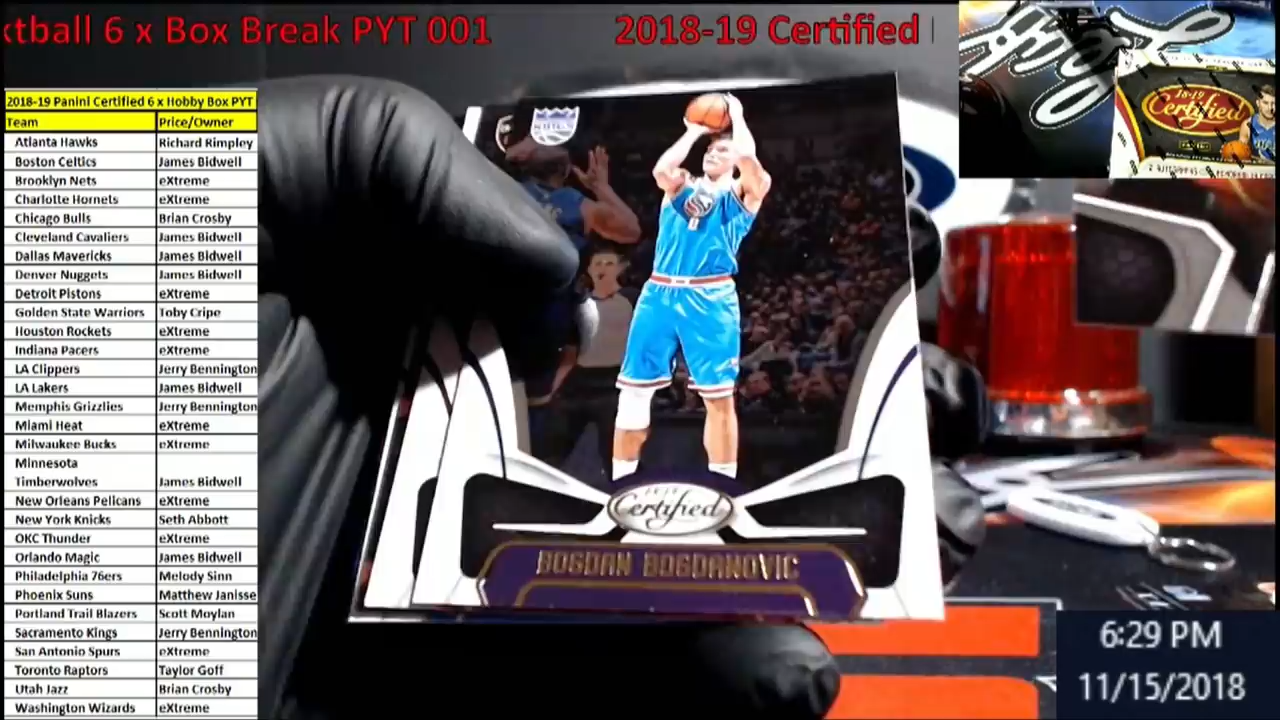 ktball 6 x Box Break PYT 001 2018-19 Certified
2018-19 Panini Certified 6 x Hobby Box PYT
Team Price/Owner
Atlanta Hawks Richard Rimpley
Boston Celtics James Bidwell
Brooklyn Nets eXtreme
Charlotte Hornets eXtreme
Chicago Bulls Brian Crosby
Cleveland Cavaliers James Bidwell
Dallas Mavericks James Bidwell
Denver Nuggets James Bidwell
Detroit Pistons eXtreme
Golden State Warriors Toby Cripe
Houston Rockets eXtreme
Indiana Pacers eXtreme
LA Clippers Jerry Bennington
LA Lakers James Bidwell
Memphis Grizzlies Jerry Bennington
Miami Heat eXtreme
Milwaukee Bucks eXtreme
Minnesota
Timberwolves James Bidwell
New Orleans Pelicans eXtreme
New York Knicks Seth Abbott
OKC Thunder eXtreme
Orlando Magic James Bidwell
Philadelphia 76ers Melody Sinn
Phoenix Suns Matthew Janisse
Portland Trail Blazers Scott Moylan
Sacramento Kings Jerry Bennington
San Antonio Spurs eXtreme
Toronto Raptors Taylor Goff
Utah Jazz Brian Crosby
Washington Wizards eXtreme
KINGS
Certified
BOGDAN BOGDANOVIC
18-19
Certified
6:29 PM
11/15/2018